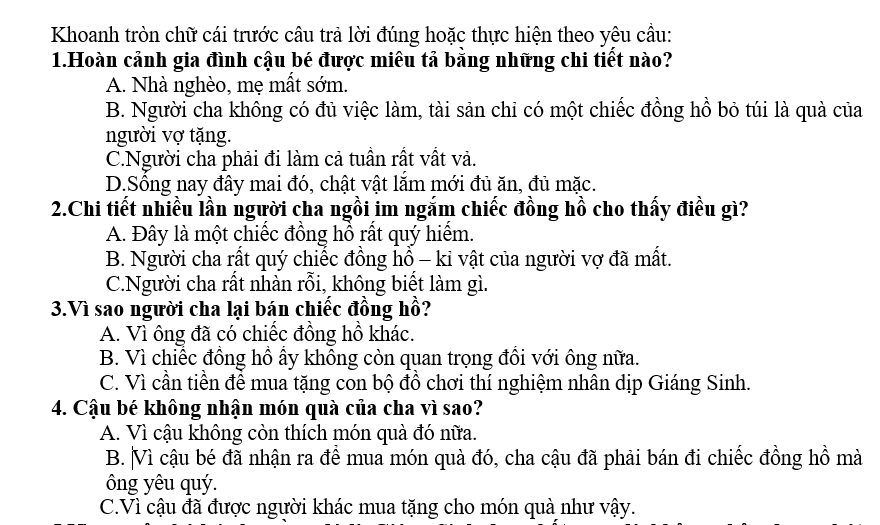 Khoanh tròn chữ cái trước câu trả lời đúng hoặc thực hiện theo yêu cầu:
1.Hoàn cảnh gia đình cậu bé được miêu tả bằng những chi tiết nào?
A. Nhà nghèo, mẹ mất sớm.
B. Người cha không có đủ việc làm, tài sản chỉ có một chiếc đồng hồ bỏ túi là quà của
người vợ tặng.
C.Người cha phải đi làm cả tuần rất vất vả.
D.Sống nay đây mai đó, chật vật lắm mới đủ ăn, đủ mặc.
2.Chi tiết nhiều lần người cha ngồi im ngắm chiếc đồng hồ cho thấy điều gì?
A. Đây là một chiếc đồng hồ rất quý hiếm.
B. Người cha rất quý chiếc đồng hồ – kỉ vật của người vợ đã mất.
C.Người cha rất nhàn rỗi, không biết làm gì.
3.Vì sao người cha lại bán chiếc đồng hồ?
A. Vì ông đã có chiếc đồng hồ khác.
B. Vì chiếc đồng hồ ấy không còn quan trọng đối với ông nữa.
C. Vì cần tiền để mua tặng con bộ đồ chơi thí nghiệm nhân dịp Giáng Sinh.
4. Cậu bé không nhận món quà của cha vì sao?
A. Vì cậu không còn thích món quà đó nữa.
B. Vì cậu bé đã nhận ra để mua món quà đó, cha cậu đã phải bán đi chiếc đồng hồ mà
ông yêu quý.
C.Vì cậu đã được người khác mua tặng cho món quà như vậy.